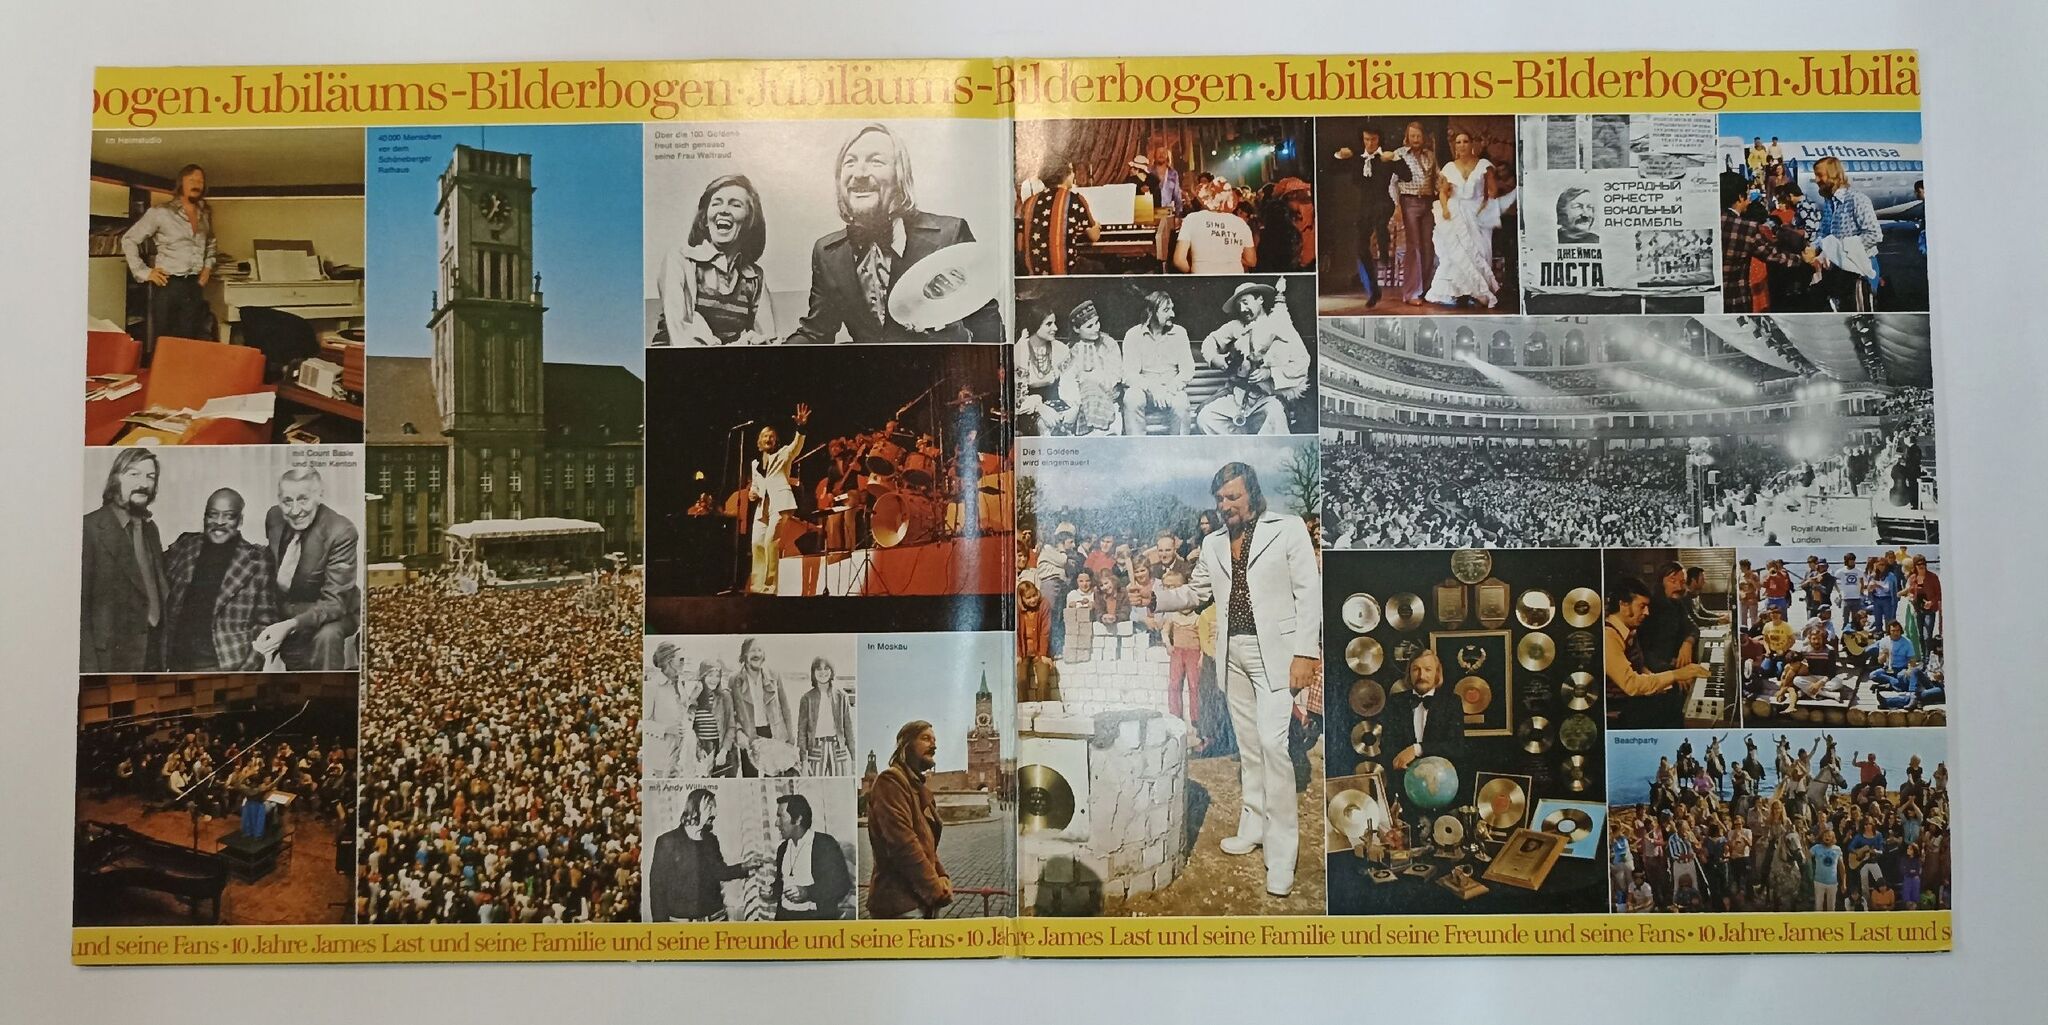 bogen·Jubiläums-Bilderbogen·Jubiläums-Bilderbogen·Jubiläums-Bilderbogen·Jubilä
Im Heimstudio
40000 Menschen
vor dem
Schöneberger
Rathaus
Über die 100. Goldene
freut sich genauso
seine Frau Waltraud
mit Count Basie
und Stan Kenton
In Moskau
mit Andy Williams
SING
PARTY
SING
ЭСТРАДНЫЙ
ОРКЕСТР и
ВОКАЛЬНЫЙ
АНСАМБЛЬ
ДЖЕЙМСА
ЛАСТА
Lufthansa
Die 1. Goldene
wird eingemauert
Royal Albert Hall –
London
Beachparty
und seine Fans · 10 Jahre James Last und seine Familie und seine Freunde und seine Fans · 10 Jahre James Last und seine Familie und seine Freunde und seine Fans · 10 Jahre James Last und s